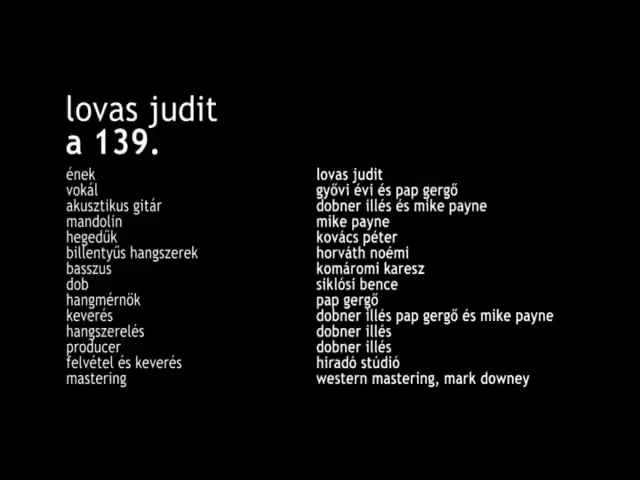 lovas judit
a 139.
ének lovas judit
vokál győvi évi és pap gergő
akusztikus gitár dobner illés és mike payne
mandolin mike payne
hegedűk kovács péter
billentyűs hangszerek horváth noémi
basszus komáromi karesz
dob siklósi bence
hangmérnök pap gergő
keverés dobner illés pap gergő és mike payne
hangszerelés dobner illés
producer dobner illés
felvétel és keverés hiradó stúdió
mastering western mastering, mark downey